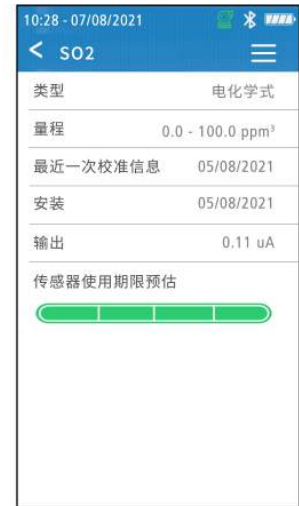 10:28 - 07/08/2021
< SO2
类型 电化学式
量程 0.0 - 100.0 ppm³
最近一次校准信息 05/08/2021
安装 05/08/2021
输出 0.11 uA
传感器使用期限预估